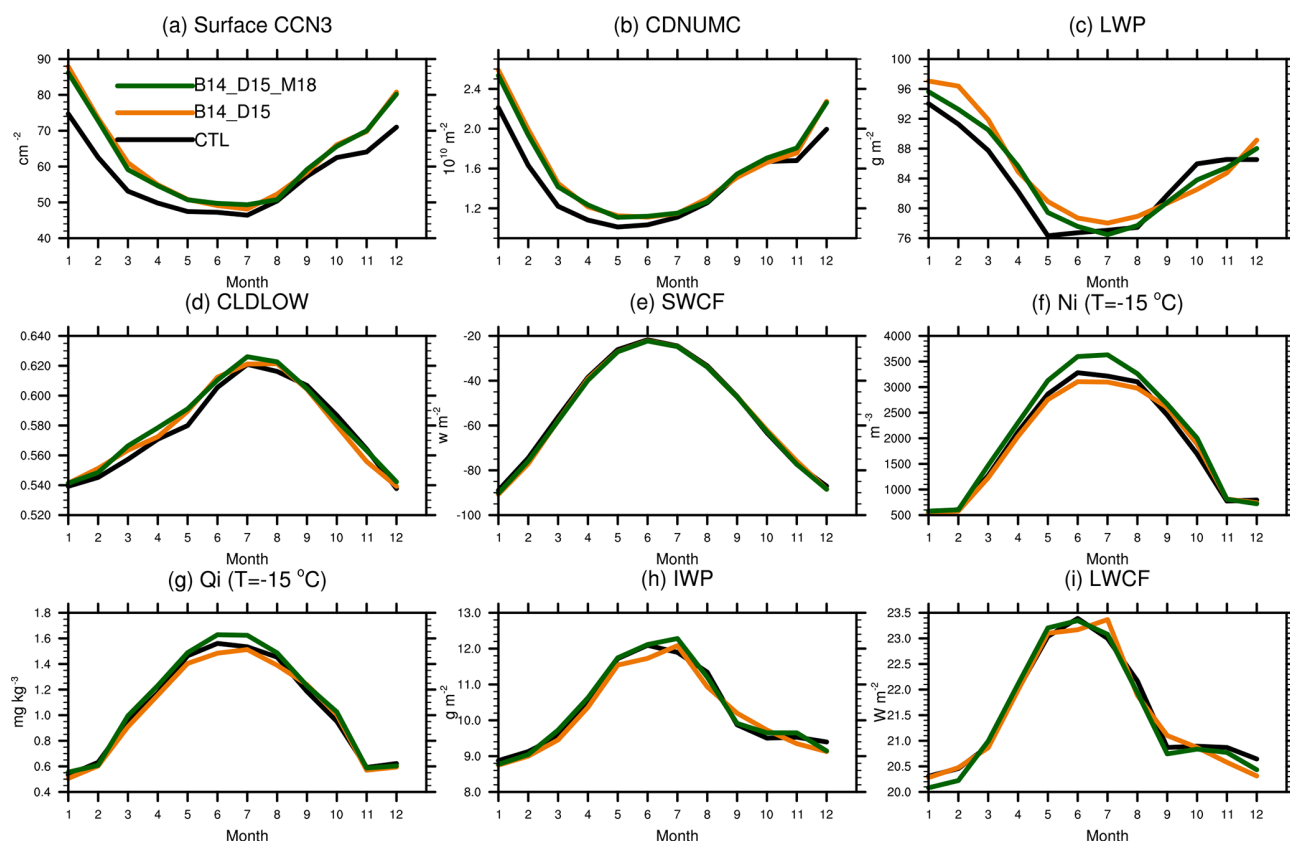 (a) Surface CCN3
90
80
70
60
50
40
cm⁻²
B14_D15_M18
B14_D15
CTL
1 2 3 4 5 6 7 8 9 10 11 12
Month
(b) CDNUMC
2.4
2.0
1.6
1.2
10¹⁰ m⁻²
1 2 3 4 5 6 7 8 9 10 11 12
Month
(c) LWP
100
96
92
88
84
80
76
g m⁻²
1 2 3 4 5 6 7 8 9 10 11 12
Month
(d) CLDLOW
0.640
0.620
0.600
0.580
0.560
0.540
0.520
1 2 3 4 5 6 7 8 9 10 11 12
Month
(e) SWCF
-20
-40
-60
-80
-100
w m⁻²
1 2 3 4 5 6 7 8 9 10 11 12
Month
(f) Ni (T=-15 °C)
4000
3500
3000
2500
2000
1500
1000
500
m⁻³
1 2 3 4 5 6 7 8 9 10 11 12
Month
(g) Qi (T=-15 °C)
1.8
1.6
1.4
1.2
1.0
0.8
0.6
0.4
mg kg⁻³
1 2 3 4 5 6 7 8 9 10 11 12
Month
(h) IWP
13.0
12.0
11.0
10.0
9.0
8.0
g m⁻²
1 2 3 4 5 6 7 8 9 10 11 12
Month
(i) LWCF
23.5
23.0
22.5
22.0
21.5
21.0
20.5
20.0
W m⁻²
1 2 3 4 5 6 7 8 9 10 11 12
Month